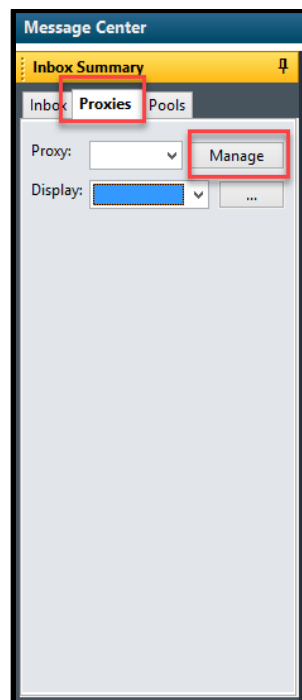 Message Center
Inbox Summary
Inbox Proxies Pools
Proxy: Manage
Display: ...